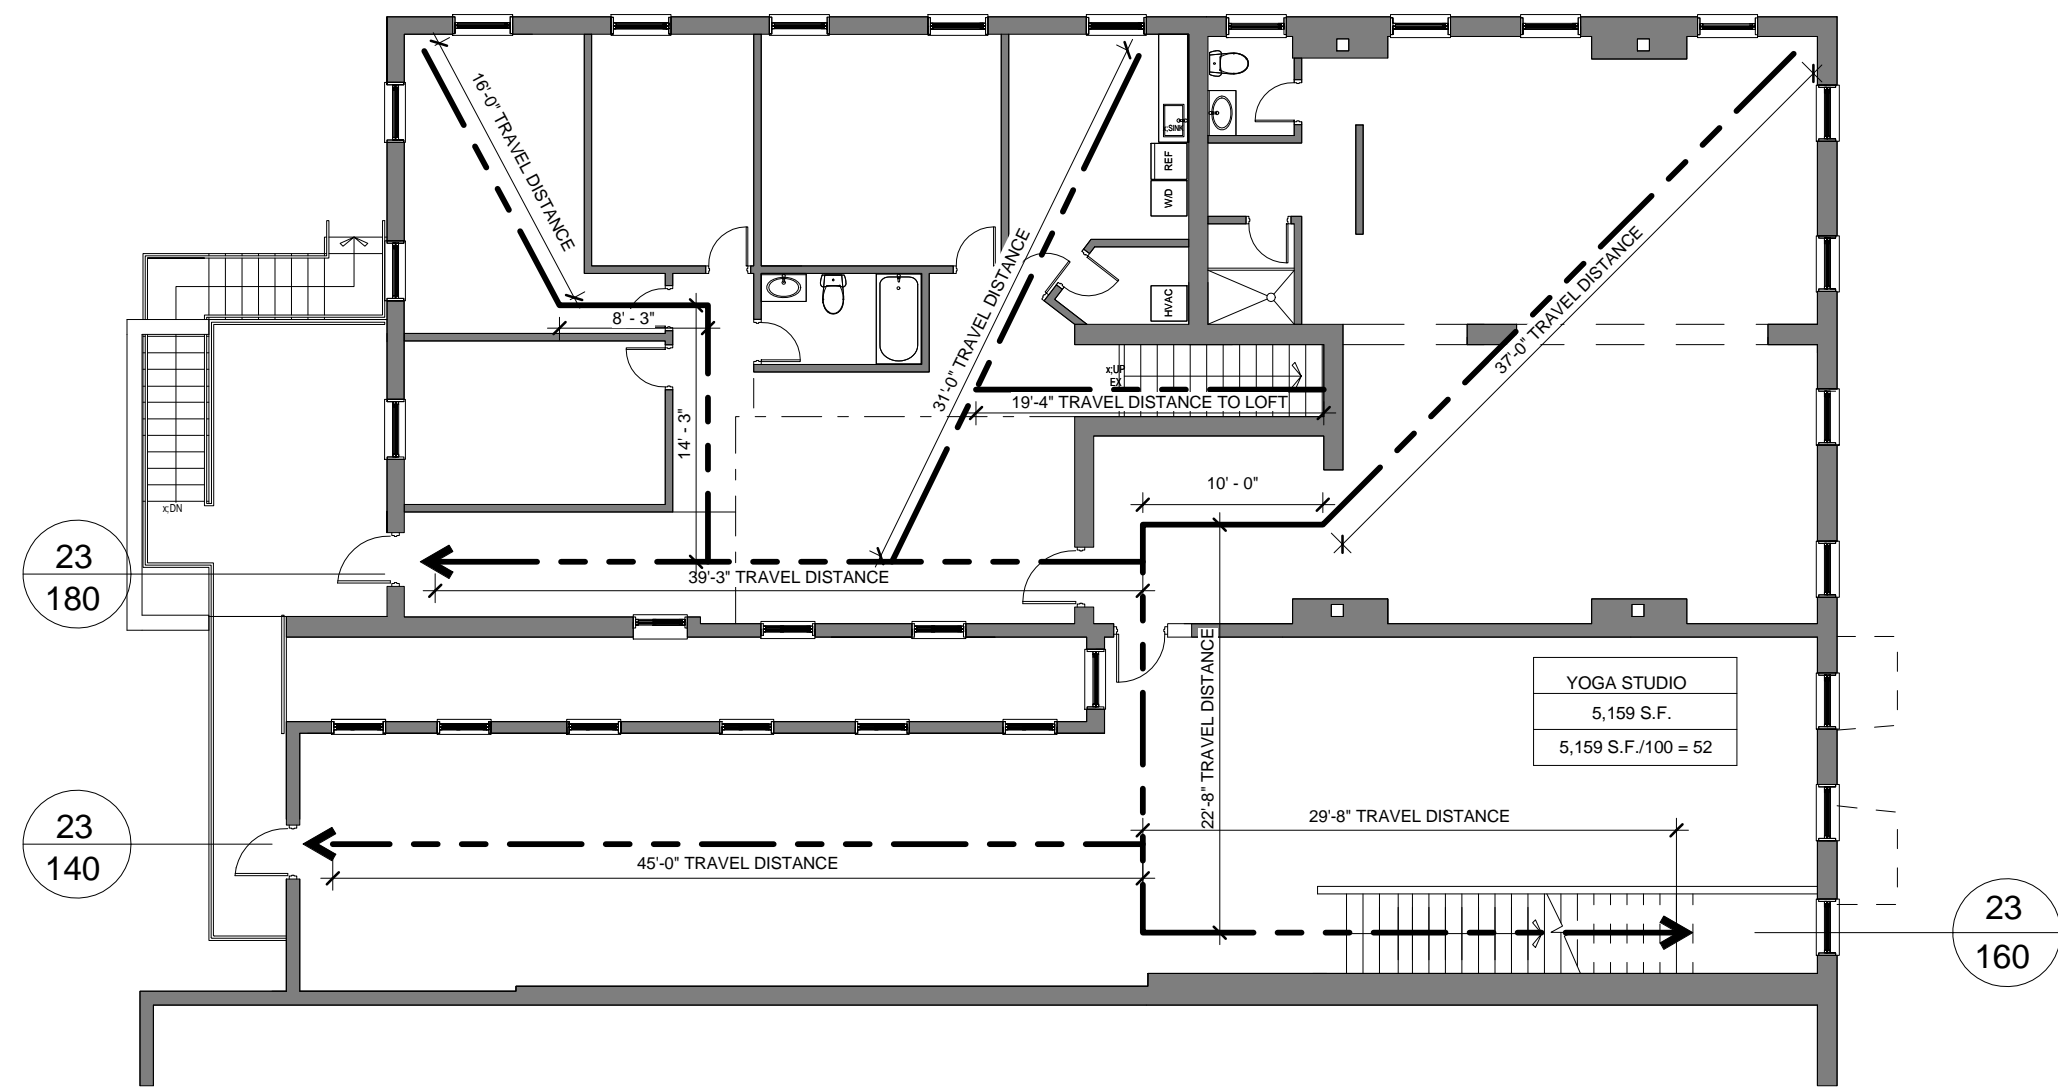 16'-0" TRAVEL DISTANCE
x;SINK
REF
W/D
HVAC
8' - 3"
31'-0" TRAVEL DISTANCE
37'-0" TRAVEL DISTANCE
x;UP
EX
19'-4" TRAVEL DISTANCE TO LOFT
14' - 3"
10' - 0"
x;DN
23
180
39'-3" TRAVEL DISTANCE
22'-8" TRAVEL DISTANCE
YOGA STUDIO
5,159 S.F.
5,159 S.F./100 = 52
29'-8" TRAVEL DISTANCE
23
140
45'-0" TRAVEL DISTANCE
23
160